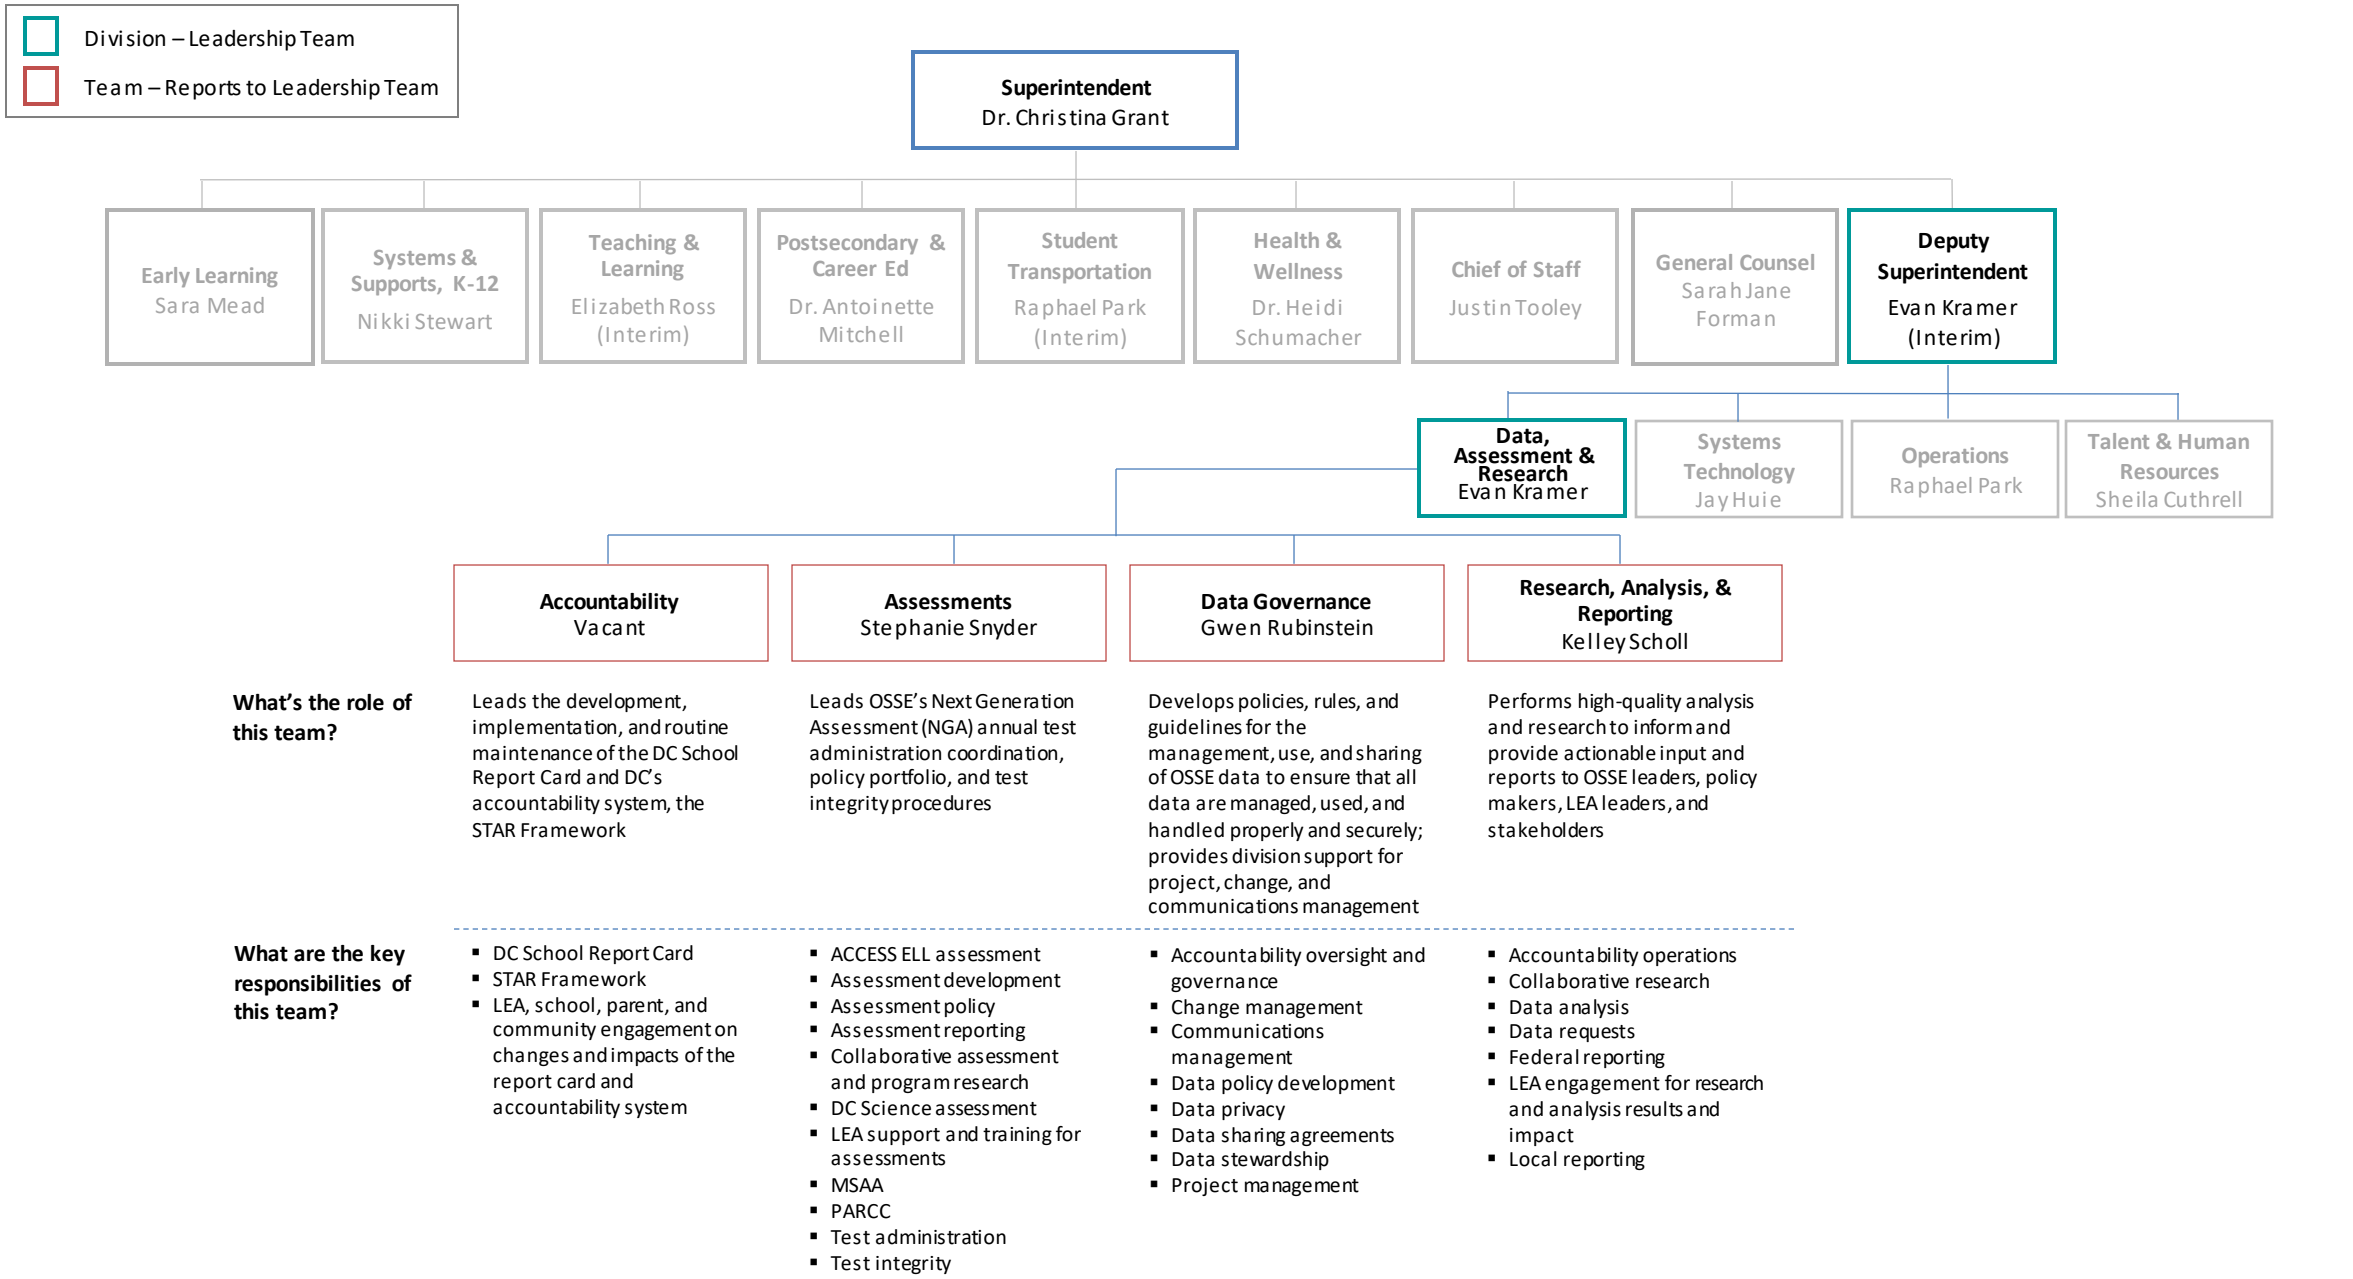 Division – Leadership Team
Team – Reports to Leadership Team
Superintendent
Dr. Christina Grant
Early Learning
Sara Mead
Systems &
Supports, K-12
Nikki Stewart
Teaching &
Learning
Elizabeth Ross
(Interim)
Postsecondary &
Career Ed
Dr. Antoinette
Mitchell
Student
Transportation
Raphael Park
(Interim)
Health &
Wellness
Dr. Heidi
Schumacher
Chief of Staff
Justin Tooley
General Counsel
Sarah Jane
Forman
Deputy
Superintendent
Evan Kramer
(Interim)
Data,
Assessment &
Research
Evan Kramer
Systems
Technology
Jay Huie
Operations
Raphael Park
Talent & Human
Resources
Sheila Cuthrell
Accountability
Vacant
Assessments
Stephanie Snyder
Data Governance
Gwen Rubinstein
Research, Analysis, &
Reporting
Kelley Scholl
What's the role of
this team?
Leads the development,
implementation, and routine
maintenance of the DC School
Report Card and DC's
accountability system, the
STAR Framework
Leads OSSE's Next Generation
Assessment (NGA) annual test
administration coordination,
policy portfolio, and test
integrity procedures
Develops policies, rules, and
guidelines for the
management, use, and sharing
of OSSE data to ensure that all
data are managed, used, and
handled properly and securely;
provides division support for
project, change, and
communications management
Performs high-quality analysis
and research to inform and
provide actionable input and
reports to OSSE leaders, policy
makers, LEA leaders, and
stakeholders
What are the key
responsibilities of
this team?
▪ DC School Report Card
▪ STAR Framework
▪ LEA, school, parent, and
community engagement on
changes and impacts of the
report card and
accountability system
▪ ACCESS ELL assessment
▪ Assessment development
▪ Assessment policy
▪ Assessment reporting
▪ Collaborative assessment
and program research
▪ DC Science assessment
▪ LEA support and training for
assessments
▪ MSAA
▪ PARCC
▪ Test administration
▪ Test integrity
▪ Accountability oversight and
governance
▪ Change management
▪ Communications
management
▪ Data policy development
▪ Data privacy
▪ Data sharing agreements
▪ Data stewardship
▪ Project management
▪ Accountability operations
▪ Collaborative research
▪ Data analysis
▪ Data requests
▪ Federal reporting
▪ LEA engagement for research
and analysis results and
impact
▪ Local reporting